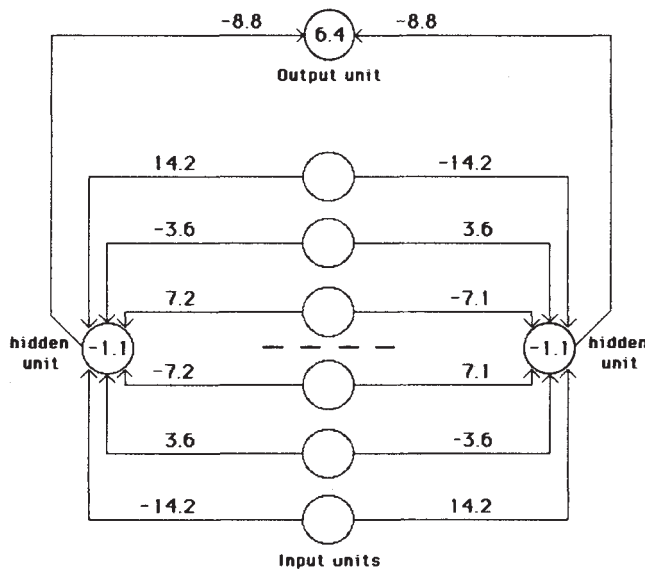 -8.8 6.4 -8.8
Output unit
14.2 -14.2
-3.6 3.6
7.2 -7.1
hidden unit -1.1 -1.1 hidden unit
-7.2 7.1
3.6 -3.6
-14.2 14.2
Input units